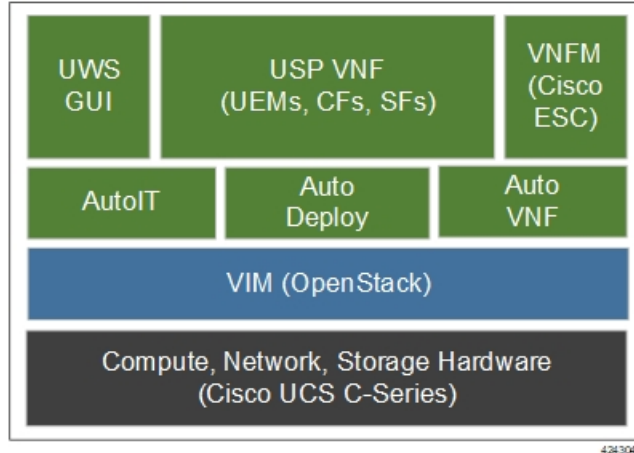 UWS
GUI
USP VNF
(UEMs, CFs, SFs)
VNFM
(Cisco
ESC)
AutoIT
Auto
Deploy
Auto
VNF
VIM (OpenStack)
Compute, Network, Storage Hardware
(Cisco UCS C-Series)
424304